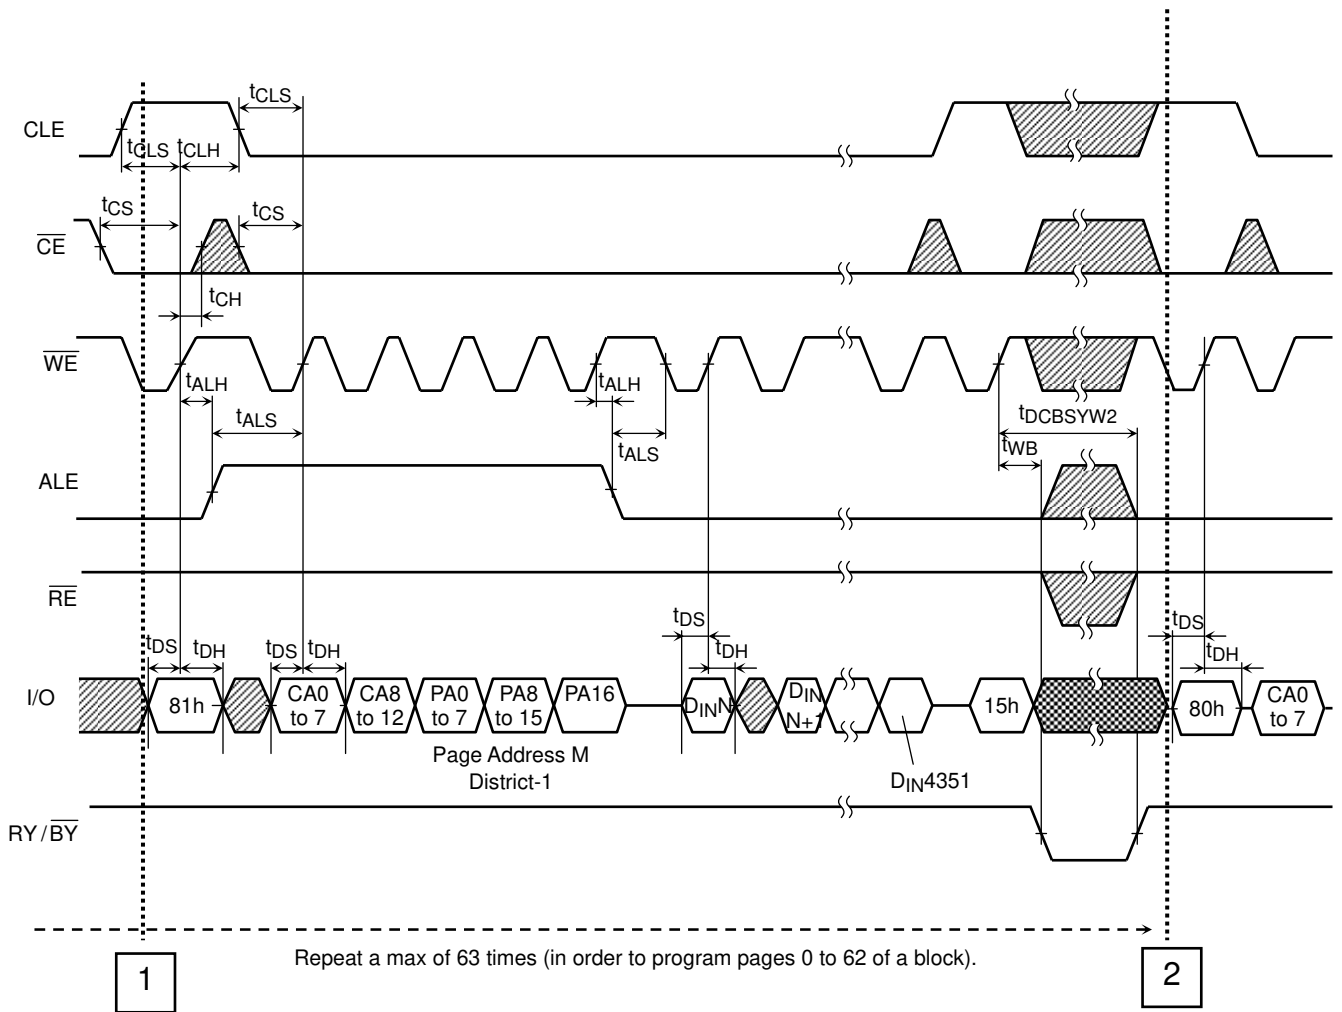 tCLS
CLE
tCLS tCLH
tCS
tCS
CE
tCH
WE
tALH
tALH
tALS
tDCBSYW2
tWB
tALS
ALE
RE
tDS
tDH
tDS
tDH
tDS
tDH
tDS
tDH
I/O
81h
CA0 to 7
CA8 to 12
PA0 to 7
PA8 to 15
PA16
DINN
DIN N+1
15h
80h
CA0 to 7
Page Address M
District-1
DIN4351
RY/BY
Repeat a max of 63 times (in order to program pages 0 to 62 of a block).
1
2